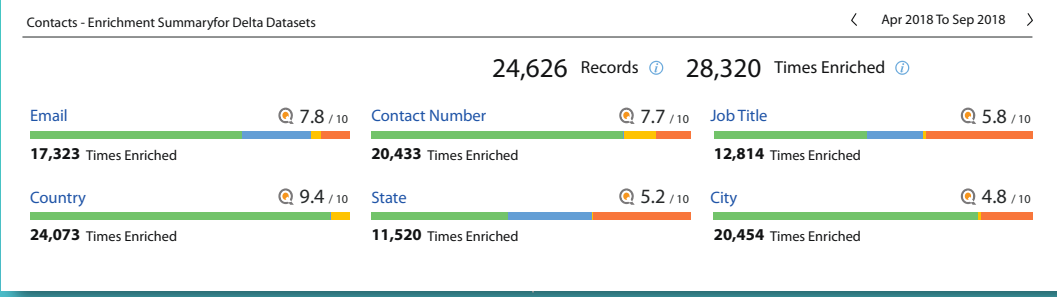 Contacts - Enrichment Summaryfor Delta Datasets
Apr 2018 To Sep 2018
24,626 Records 28,320 Times Enriched
Email 7.8 / 10
17,323 Times Enriched
Contact Number 7.7 / 10
20,433 Times Enriched
Job Title 5.8 / 10
12,814 Times Enriched
Country 9.4 / 10
24,073 Times Enriched
State 5.2 / 10
11,520 Times Enriched
City 4.8 / 10
20,454 Times Enriched